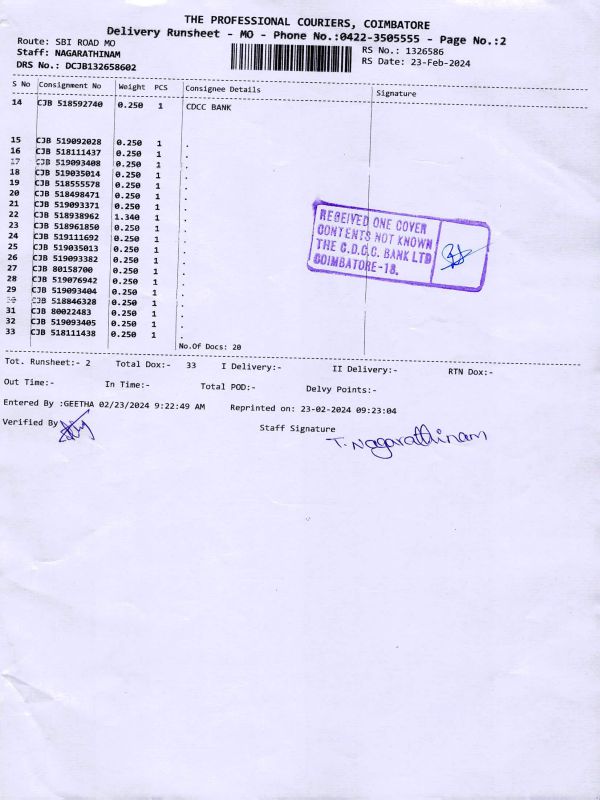 THE PROFESSIONAL COURIERS, COIMBATORE
Delivery Runsheet - MO - Phone No.:0422-3505555 - Page No.:2
Route: SBI ROAD MO
Staff: NAGARATHINAM
DRS No.: DCJB132658602
RS No.: 1326586
RS Date: 23-Feb-2024
S No Consignment No Weight PCS Consignee Details Signature
14 CJB 518592740 0.250 1 CDCC BANK
15 CJB 519092028 0.250 1 .
16 CJB 518111437 0.250 1 .
17 CJB 519093408 0.250 1 .
18 CJB 519035014 0.250 1 .
19 CJB 518555578 0.250 1 .
20 CJB 518498471 0.250 1 .
21 CJB 519093371 0.250 1 .
22 CJB 518938962 1.340 1 .
23 CJB 518961850 0.250 1 .
24 CJB 519111692 0.250 1 .
25 CJB 519035013 0.250 1 .
26 CJB 519093382 0.250 1 .
27 CJB 80158700 0.250 1 .
28 CJB 519076942 0.250 1 .
29 CJB 519093404 0.250 1 .
30 CJB 518846328 0.250 1 .
31 CJB 80022483 0.250 1 .
32 CJB 519093405 0.250 1 .
33 CJB 518111438 0.250 1 .
RECEIVED ONE COVER
CONTENTS NOT KNOWN
THE C.D.C.C. BANK LTD
COIMBATORE-18.
No.Of Docs: 20
Tot. Runsheet:- 2 Total Dox:- 33 I Delivery:- II Delivery:- RTN Dox:-
Out Time:- In Time:- Total POD:- Delvy Points:-
Entered By :GEETHA 02/23/2024 9:22:49 AM Reprinted on: 23-02-2024 09:23:04
Verified By
Staff Signature
T. Nagarathinam